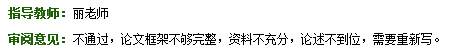 指导教师：丽老师
审阅意见：不通过，论文框架不够完整，资料不充分，论述不到位，需要重新写。